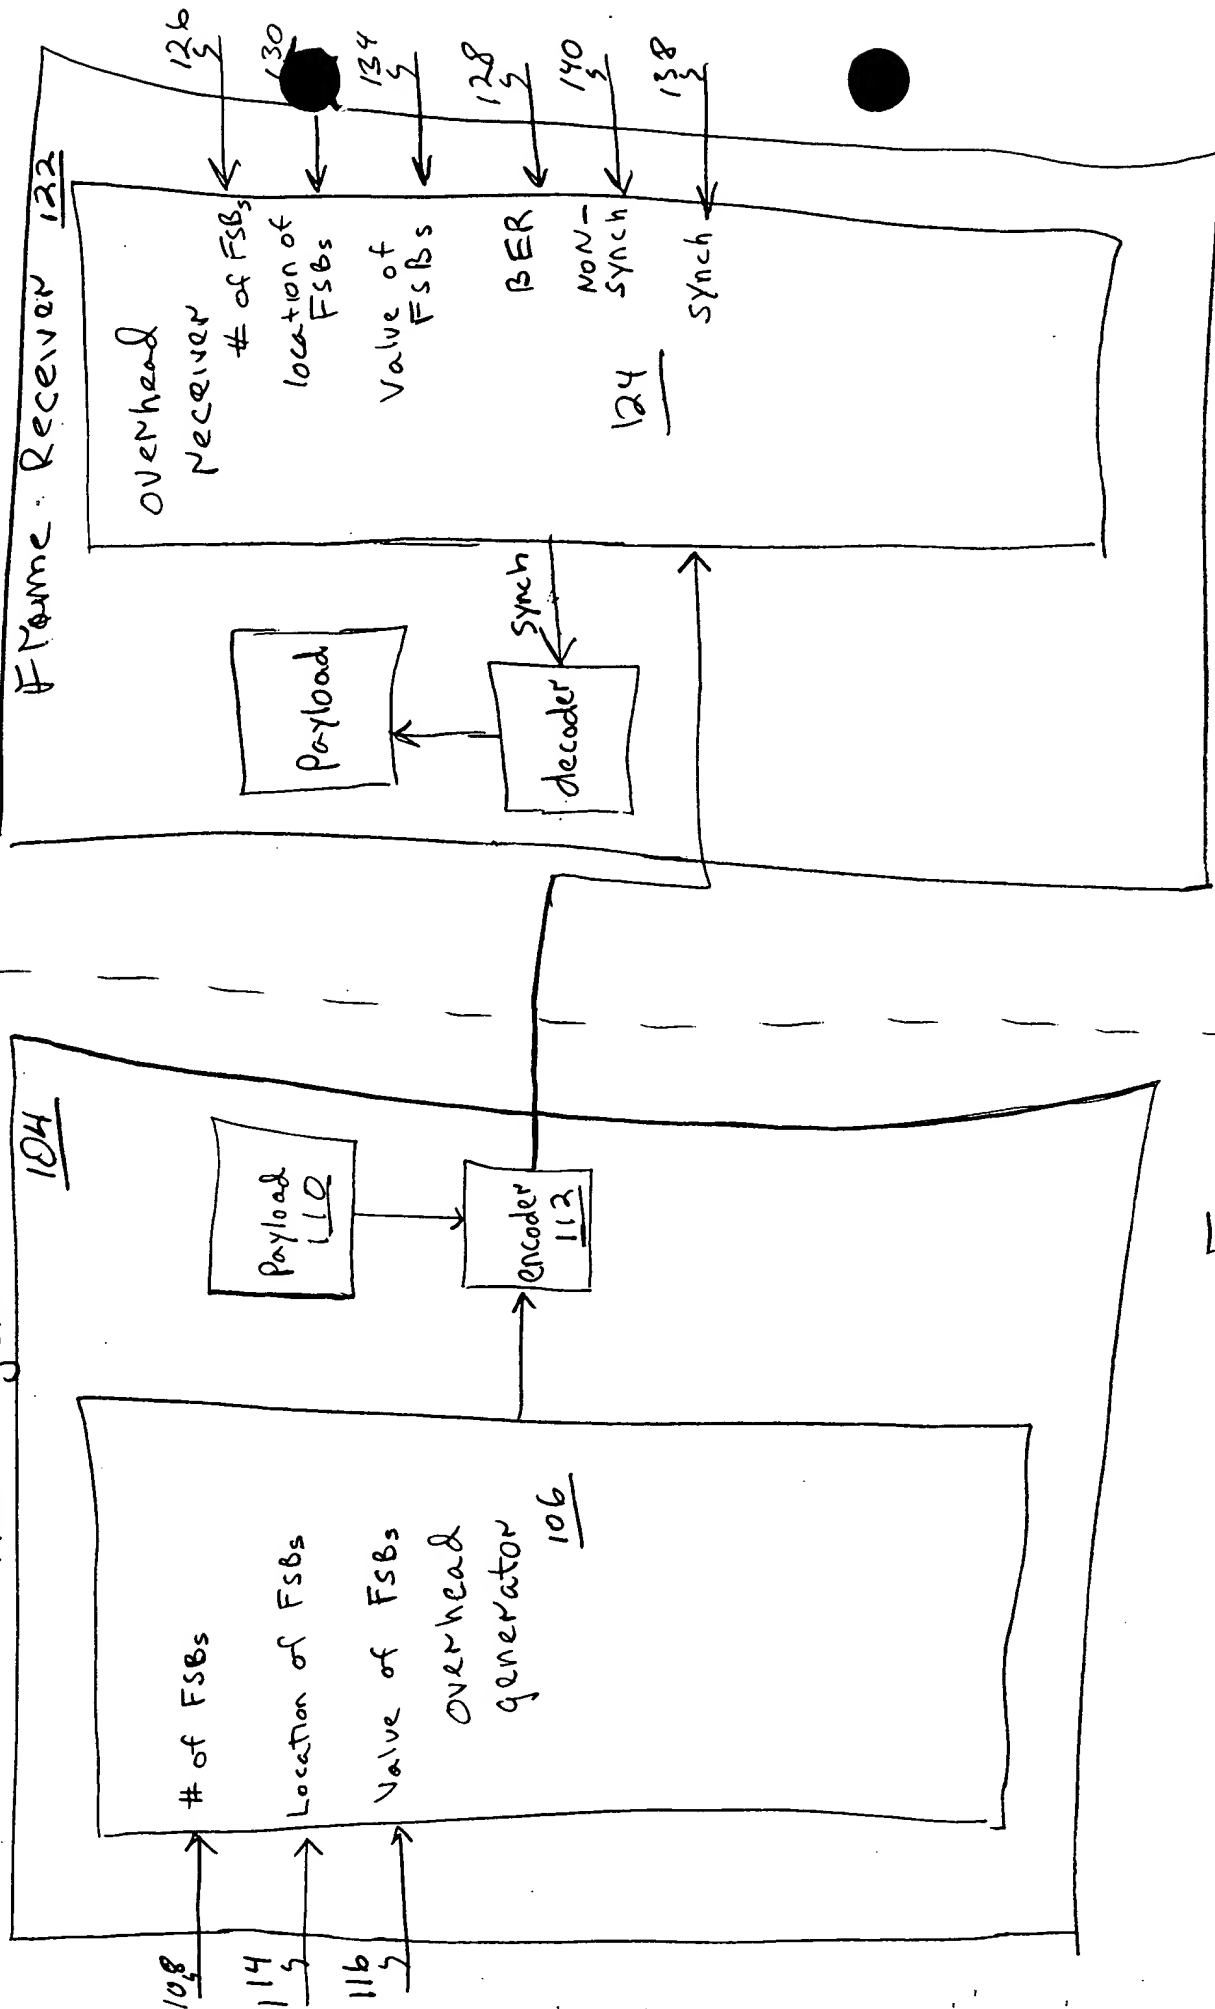 104
108
# of FSBs
114
Location of FSBs
116
Value of FSBs
overhead
generator
106
Payload
110
encoder
112
Frame Receiver 122
Payload
decoder
synch
overhead
receiver
# of FSBs
126
location of
FSBs
130
Value of
FSBs
134
BER
128
NON-
synch
140
synch
138
124